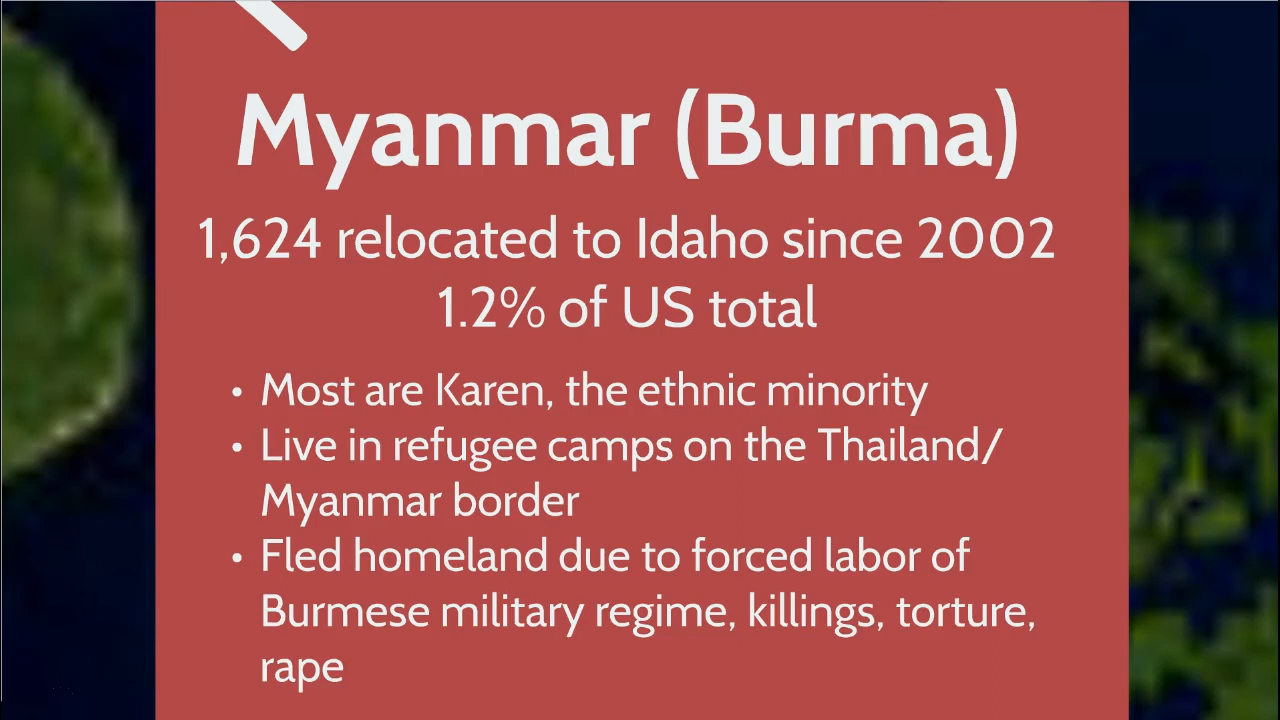 Myanmar (Burma)
1,624 relocated to Idaho since 2002
1.2% of US total
• Most are Karen, the ethnic minority
• Live in refugee camps on the Thailand/
Myanmar border
• Fled homeland due to forced labor of
Burmese military regime, killings, torture,
rape